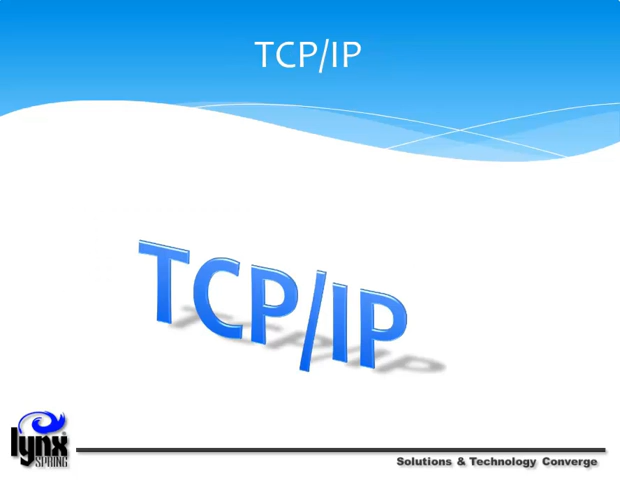 TCP/IP
TCP/IP
lynx
SPRING
Solutions & Technology Converge